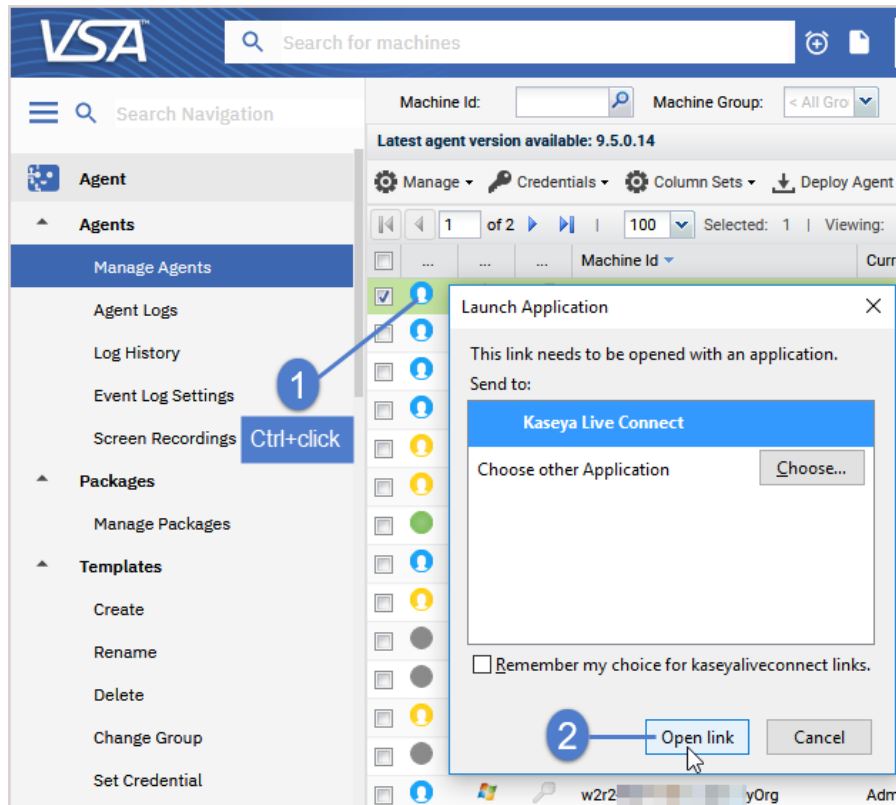 VSA™
Search for machines
Search Navigation
Machine Id:
Machine Group:
< All Gro
Latest agent version available: 9.5.0.14
Agent
Manage
Credentials
Column Sets
Deploy Agent
Agents
1 of 2 | 100 Selected: 1 | Viewing:
... ... ... Machine Id Curr
Manage Agents
Agent Logs
Log History
Event Log Settings
Screen Recordings
1
Ctrl+click
Packages
Manage Packages
Templates
Create
Rename
Delete
Change Group
Set Credential
Launch Application
This link needs to be opened with an application.
Send to:
Kaseya Live Connect
Choose other Application
Choose...
Remember my choice for kaseyaliveconnect links.
2
Open link
Cancel
w2r2
yOrg
Adm